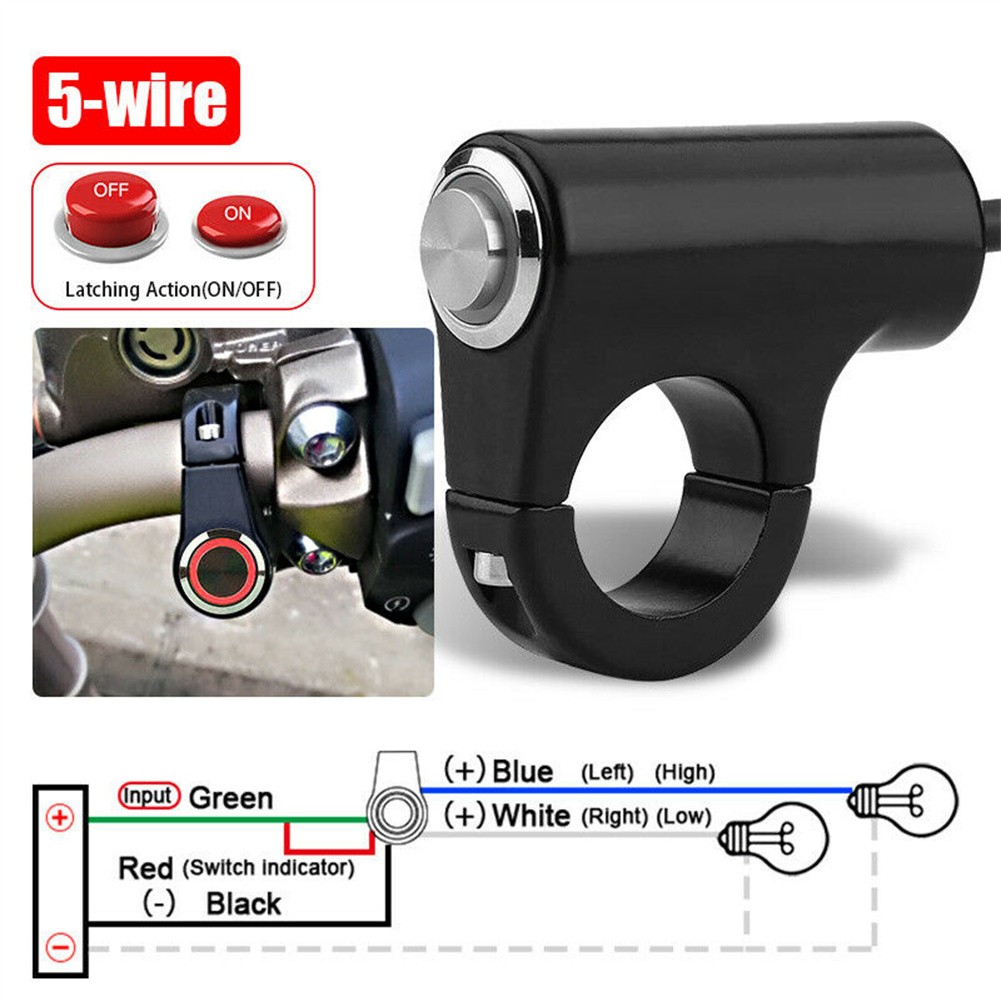 5-wire
OFF
ON
Latching Action(ON/OFF)
(+) Blue (Left) (High)
Input Green
(+) White (Right) (Low)
+
Red (Switch indicator)
(-) Black
−